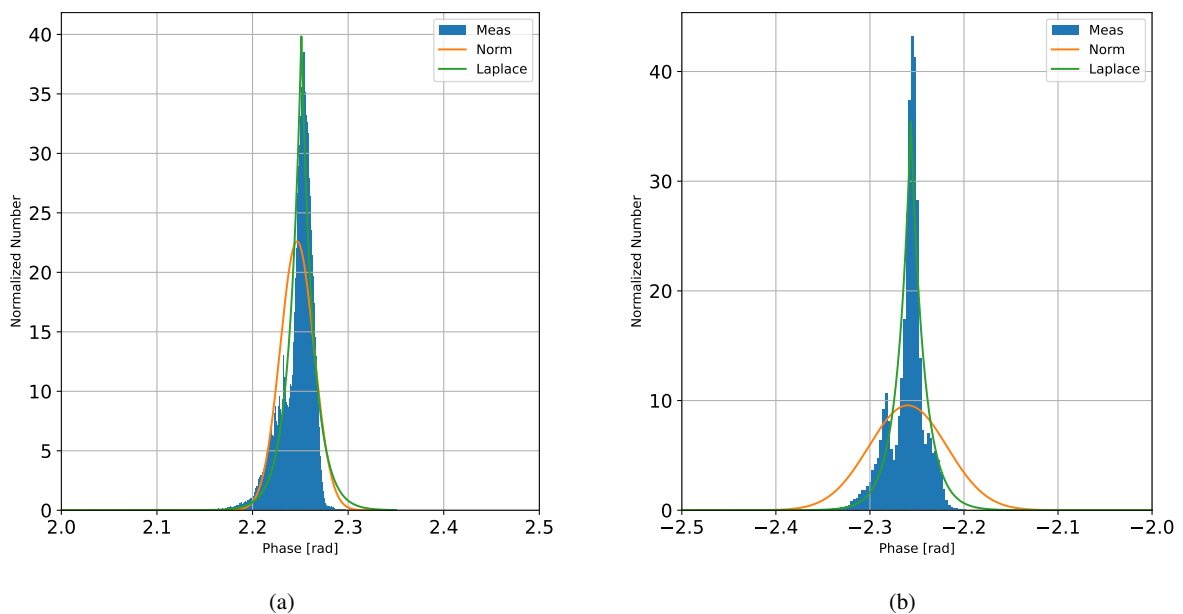 Meas
Norm
Laplace
40
35
30
25
20
15
10
5
0
Normalized Number
2.0 2.1 2.2 2.3 2.4 2.5
Phase [rad]
(a)
Meas
Norm
Laplace
40
30
20
10
0
Normalized Number
−2.5 −2.4 −2.3 −2.2 −2.1 −2.0
Phase [rad]
(b)